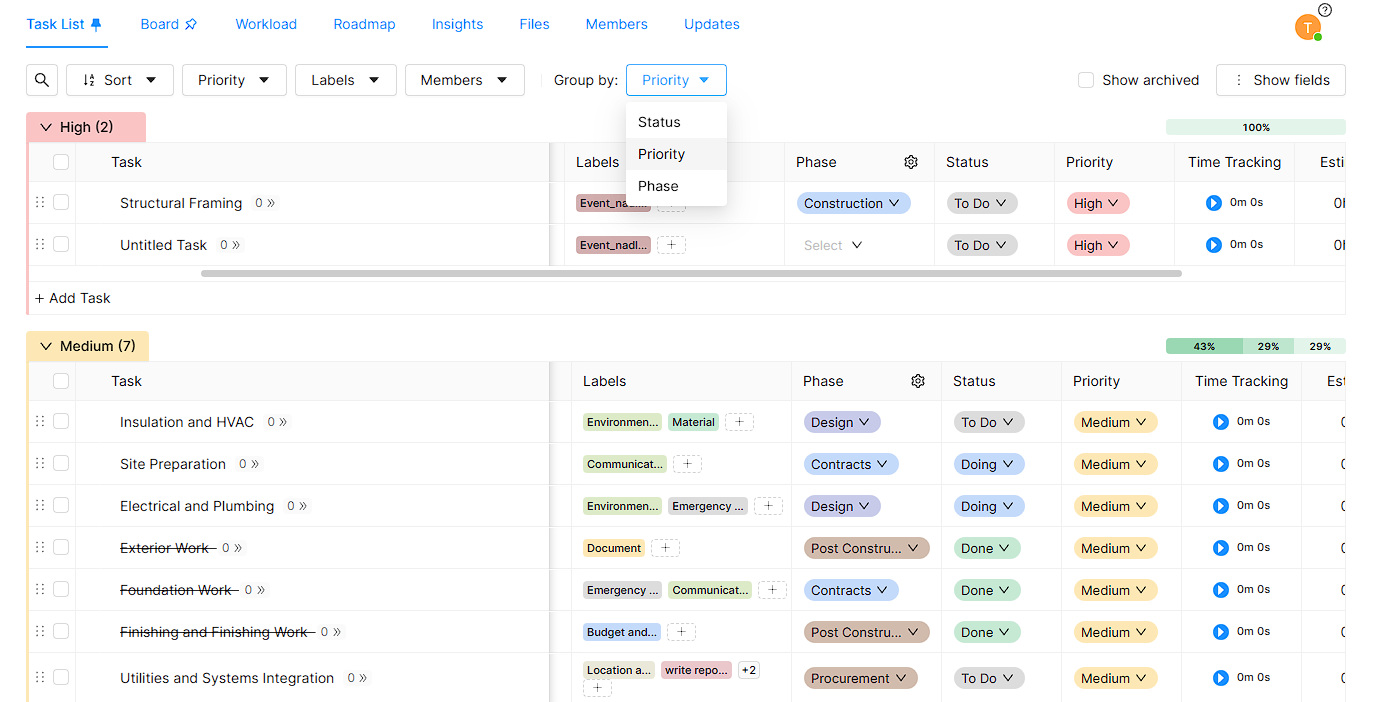 Task List Board Workload Roadmap Insights Files Members Updates
?
T
Sort Priority Labels Members Group by: Priority Show archived Show fields
Status
Priority
Phase
High (2) 100%
Task Labels Phase Status Priority Time Tracking Esti
Structural Framing 0 » Construction To Do High 0m 0s
Untitled Task 0 » Event_nadl... + Select To Do High 0m 0s
+ Add Task
Medium (7) 43% 29% 29%
Task Labels Phase Status Priority Time Tracking Est
Insulation and HVAC 0 » Environmen... Material + Design To Do Medium 0m 0s
Site Preparation 0 » Communicat... + Contracts Doing Medium 0m 0s
Electrical and Plumbing 0 » Environmen... Emergency ... + Design Doing Medium 0m 0s
Exterior Work 0 » Document + Post Constru... Done Medium 0m 0s
Foundation Work 0 » Emergency ... Communicat... + Contracts Done Medium 0m 0s
Finishing and Finishing Work 0 » Budget and... + Post Constru... Done Medium 0m 0s
Utilities and Systems Integration 0 » Location a... write repo... +2 + Procurement To Do Medium 0m 0s